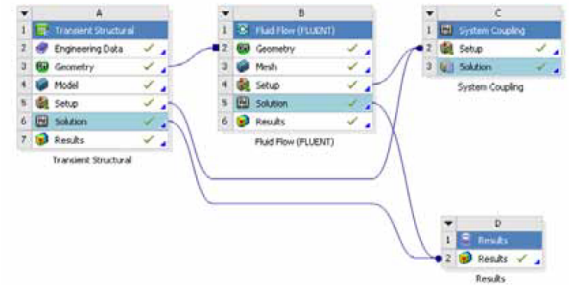 A
1 Transient Structural
2 Engineering Data
3 Geometry
4 Model
5 Setup
6 Solution
7 Results
Transient Structural
B
1 Fluid Flow (FLUENT)
2 Geometry
3 Mesh
4 Setup
5 Solution
6 Results
Fluid Flow (FLUENT)
C
1 System Coupling
2 Setup
3 Solution
System Coupling
D
1 Results
2 Results
Results